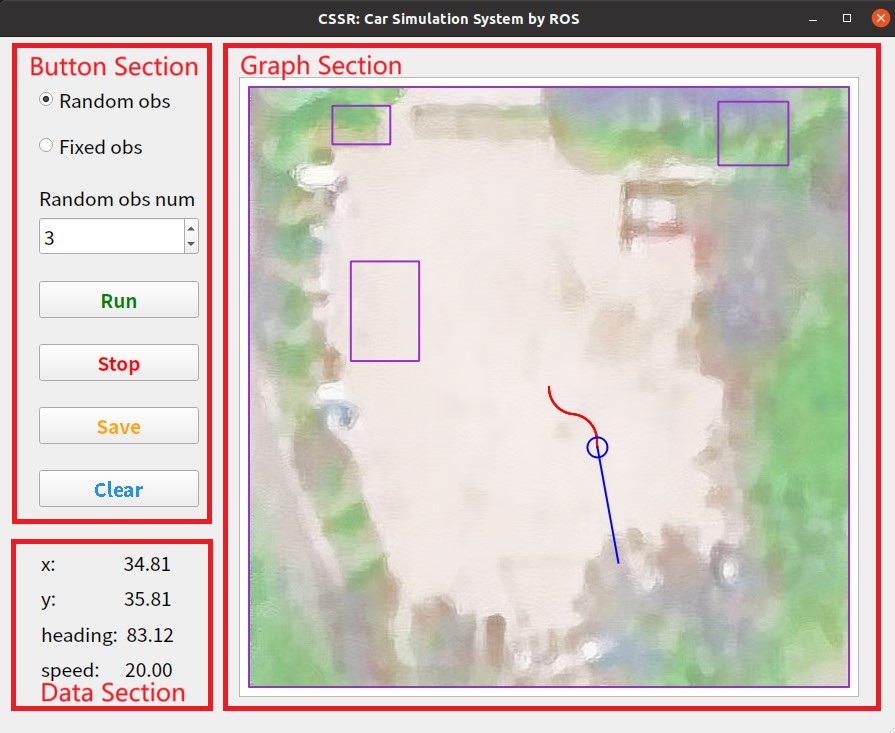 CSSR: Car Simulation System by ROS
Button Section
Random obs
Fixed obs
Random obs num
3
Run
Stop
Save
Clear
x: 34.81
y: 35.81
heading: 83.12
speed: 20.00
Data Section
Graph Section